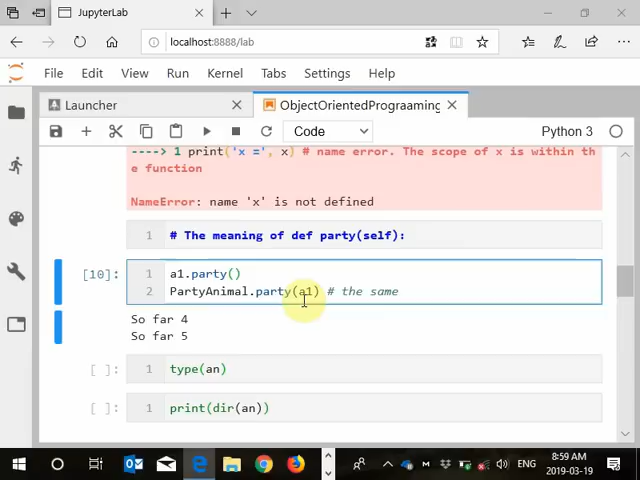 JupyterLab
localhost:8888/lab
File Edit View Run Kernel Tabs Settings Help
Launcher
ObjectOrientedPrograaming
Code
Python 3
----> 1 print('x =', x) # name error. The scope of x is within th
e function
NameError: name 'x' is not defined
1 # The meaning of def party(self):
[10]: 1 a1.party()
2 PartyAnimal.party(a1) # the same
So far 4
So far 5
[ ]: 1 type(an)
[ ]: 1 print(dir(an))
ENG
8:59 AM
2019-03-19